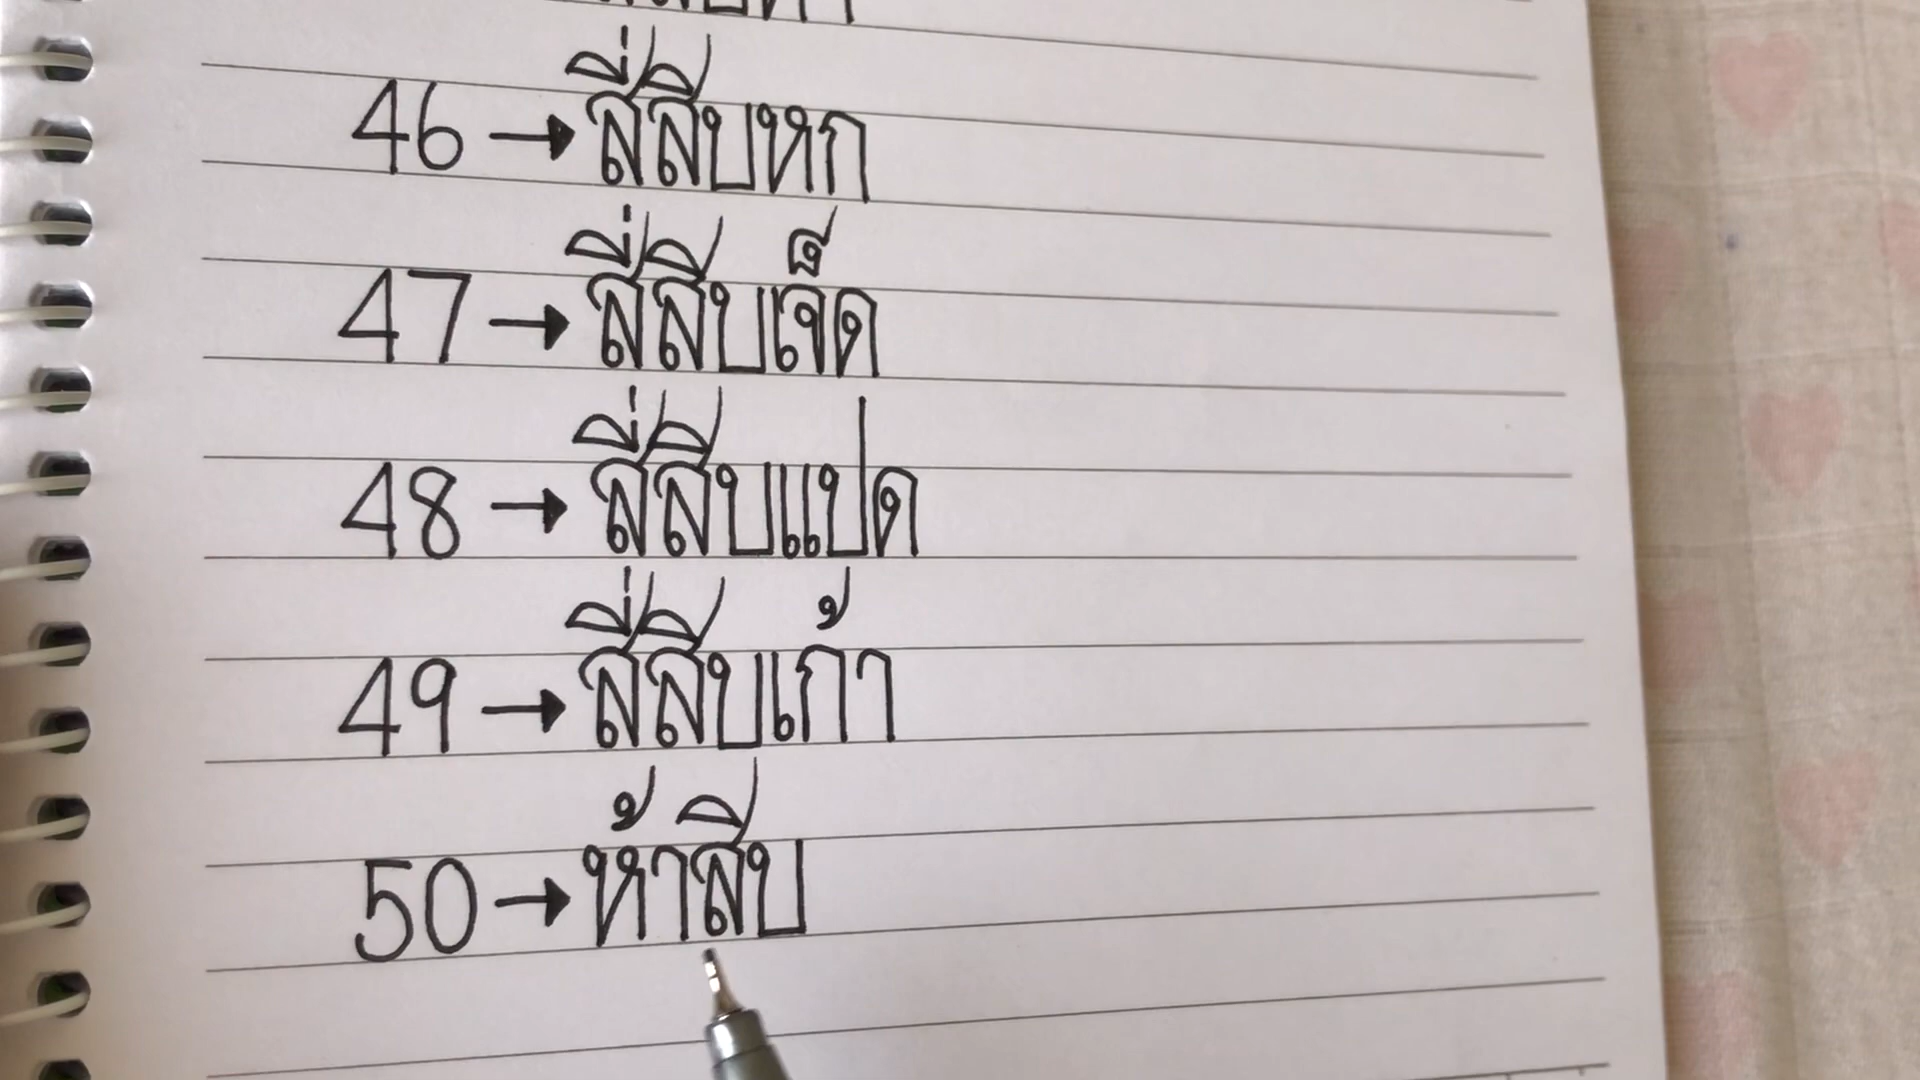 46 → สี่สิบหก
47 → สี่สิบเจ็ด
48 → สี่สิบแปด
49 → สี่สิบเก้า
50 → ห้าสิบ